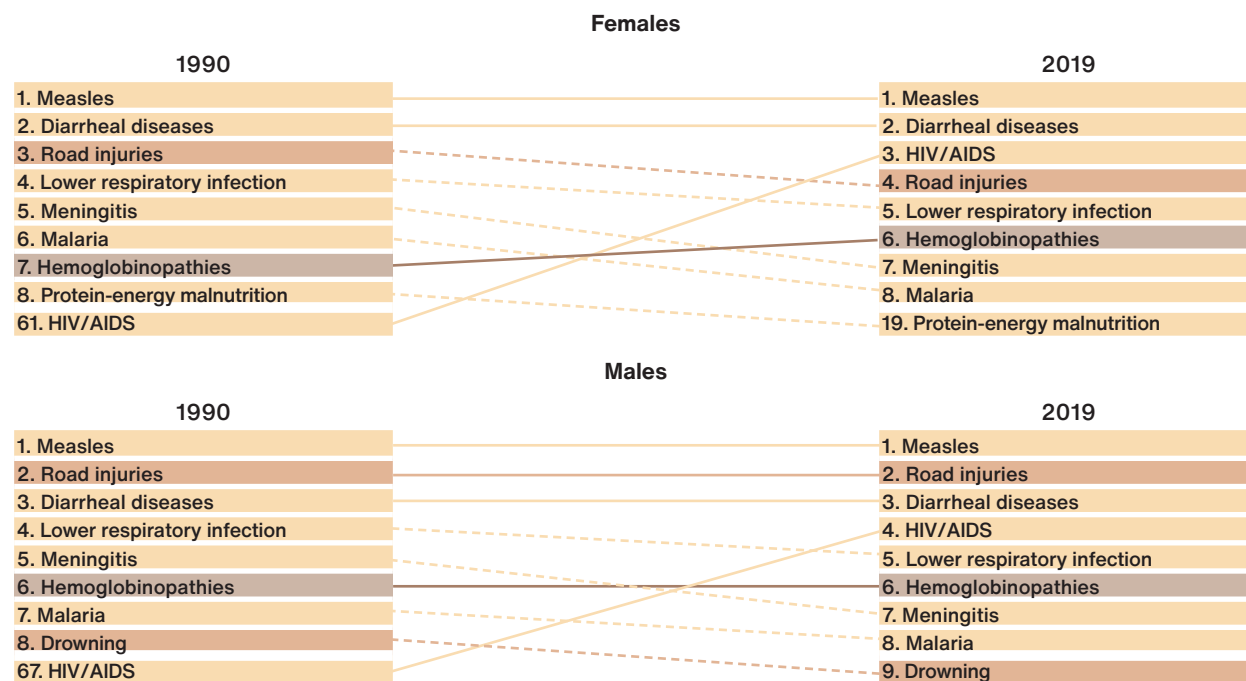 Females
1990
1. Measles
2. Diarrheal diseases
3. Road injuries
4. Lower respiratory infection
5. Meningitis
6. Malaria
7. Hemoglobinopathies
8. Protein-energy malnutrition
61. HIV/AIDS
2019
1. Measles
2. Diarrheal diseases
3. HIV/AIDS
4. Road injuries
5. Lower respiratory infection
6. Hemoglobinopathies
7. Meningitis
8. Malaria
19. Protein-energy malnutrition
Males
1990
1. Measles
2. Road injuries
3. Diarrheal diseases
4. Lower respiratory infection
5. Meningitis
6. Hemoglobinopathies
7. Malaria
8. Drowning
67. HIV/AIDS
2019
1. Measles
2. Road injuries
3. Diarrheal diseases
4. HIV/AIDS
5. Lower respiratory infection
6. Hemoglobinopathies
7. Meningitis
8. Malaria
9. Drowning